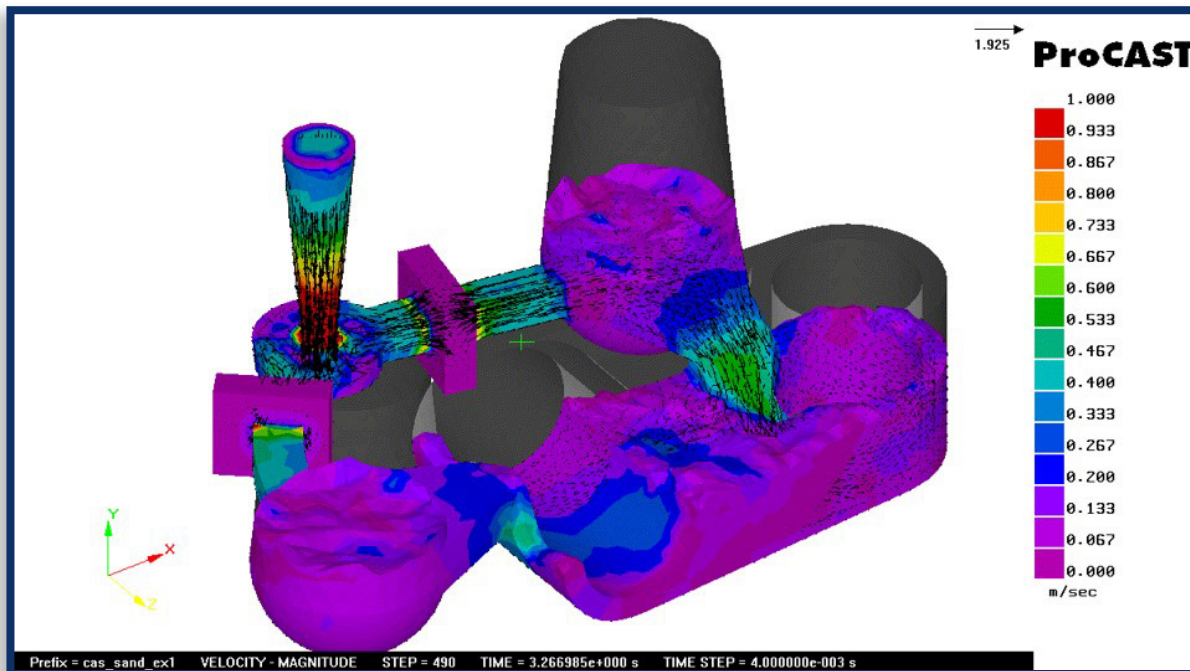 1.925
ProCAST
1.000
0.933
0.867
0.800
0.733
0.667
0.600
0.533
0.467
0.400
0.333
0.267
0.200
0.133
0.067
0.000
m/sec
Y
X
Z
Prefix = cas_sand_ex1 VELOCITY - MAGNITUDE STEP = 490 TIME = 3.266985e+000 s TIME STEP = 4.000000e-003 s